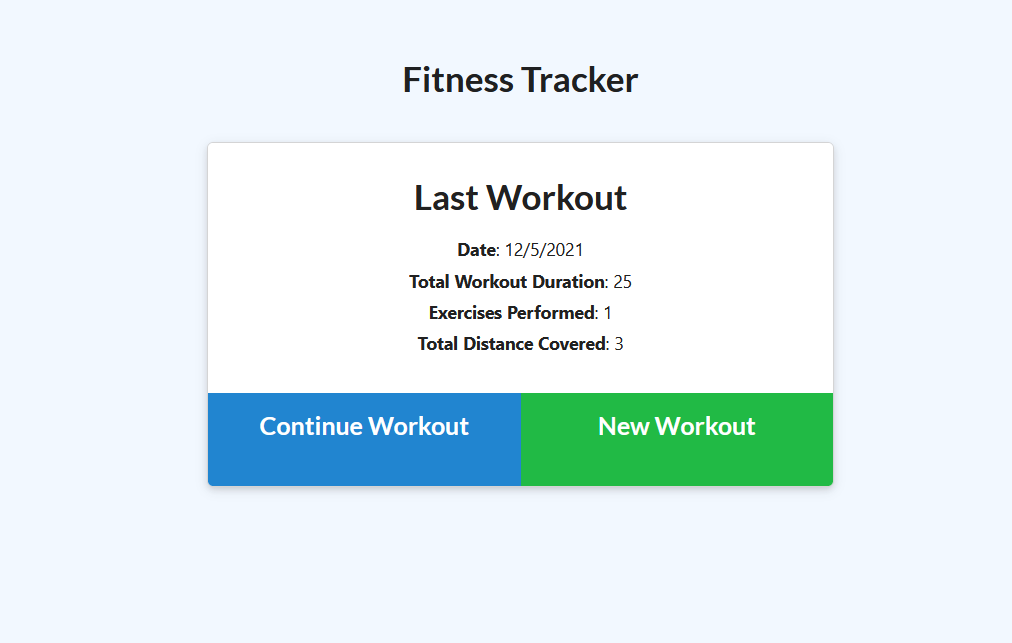 Fitness Tracker
Last Workout
Date: 12/5/2021
Total Workout Duration: 25
Exercises Performed: 1
Total Distance Covered: 3
Continue Workout
New Workout